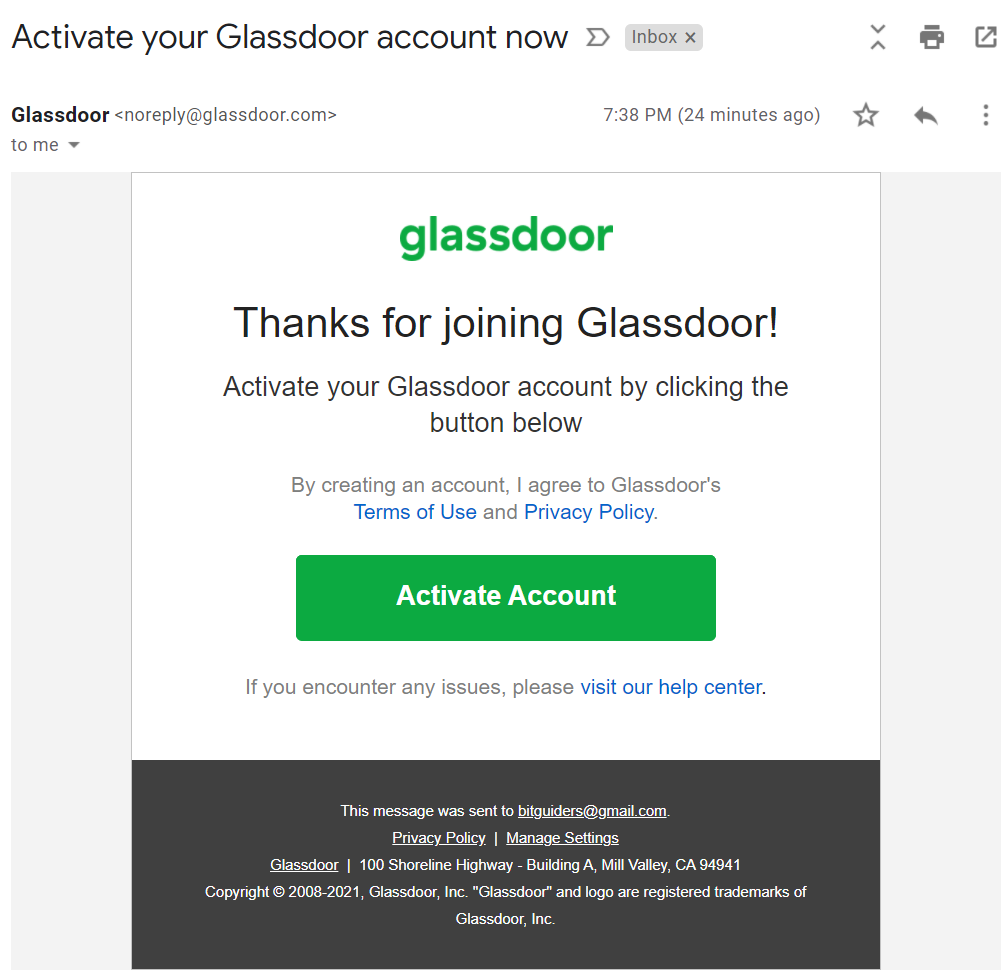 Activate your Glassdoor account now Inbox ×
Glassdoor <noreply@glassdoor.com> 7:38 PM (24 minutes ago)
to me
glassdoor
Thanks for joining Glassdoor!
Activate your Glassdoor account by clicking the
button below
By creating an account, I agree to Glassdoor's
Terms of Use and Privacy Policy.
Activate Account
If you encounter any issues, please visit our help center.
This message was sent to bitguiders@gmail.com.
Privacy Policy | Manage Settings
Glassdoor | 100 Shoreline Highway - Building A, Mill Valley, CA 94941
Copyright © 2008-2021, Glassdoor, Inc. "Glassdoor" and logo are registered trademarks of
Glassdoor, Inc.